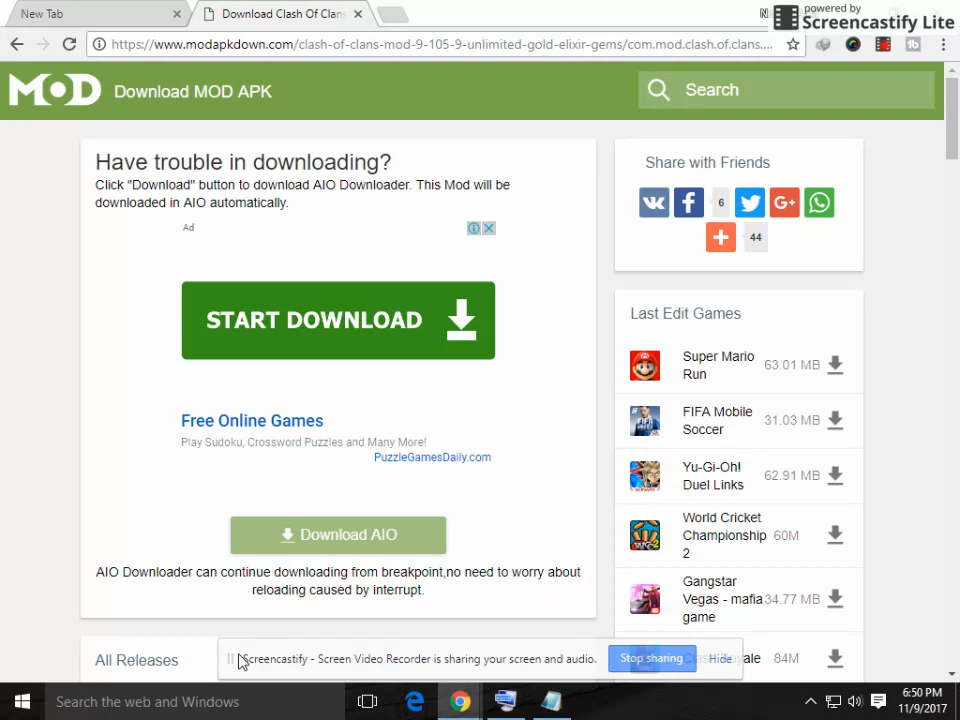 New Tab
Download Clash Of Clans
powered by
Screencastify Lite
https://www.modapkdown.com/clash-of-clans-mod-9-105-9-unlimited-gold-elixir-gems/com.mod.clash.of.clans....
MOD
Download MOD APK
Search
Have trouble in downloading?
Click "Download" button to download AIO Downloader. This Mod will be
downloaded in AIO automatically.
Ad
START DOWNLOAD
Free Online Games
Play Sudoku, Crossword Puzzles and Many More!
PuzzleGamesDaily.com
Download AIO
AIO Downloader can continue downloading from breakpoint,no need to worry about
reloading caused by interrupt.
All Releases
Share with Friends
6
G+
44
Last Edit Games
Super Mario
Run
63.01 MB
FIFA Mobile
Soccer
31.03 MB
Yu-Gi-Oh!
Duel Links
62.91 MB
World Cricket
Championship
2
60M
Gangstar
Vegas - mafia
game
34.77 MB
84M
Screencastify - Screen Video Recorder is sharing your screen and audio.
Stop sharing
Hide
Search the web and Windows
6:50 PM
11/9/2017